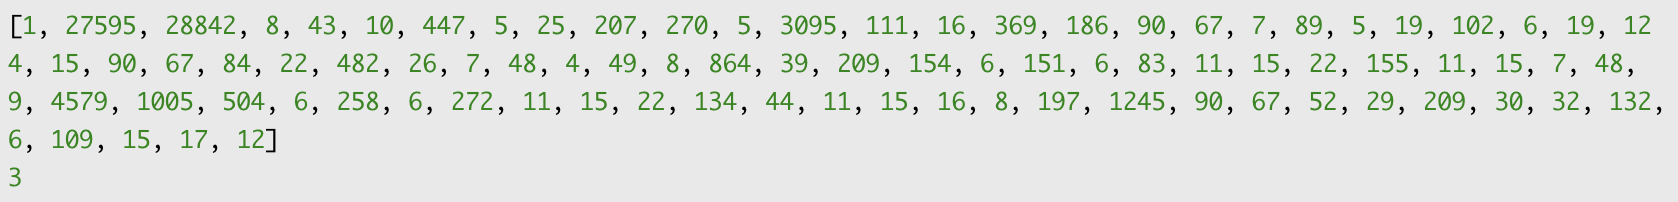 [1, 27595, 28842, 8, 43, 10, 447, 5, 25, 207, 270, 5, 3095, 111, 16, 369, 186, 90, 67, 7, 89, 5, 19, 102, 6, 19, 12
4, 15, 90, 67, 84, 22, 482, 26, 7, 48, 4, 49, 8, 864, 39, 209, 154, 6, 151, 6, 83, 11, 15, 22, 155, 11, 15, 7, 48,
9, 4579, 1005, 504, 6, 258, 6, 272, 11, 15, 22, 134, 44, 11, 15, 16, 8, 197, 1245, 90, 67, 52, 29, 209, 30, 32, 132,
6, 109, 15, 17, 12]
3